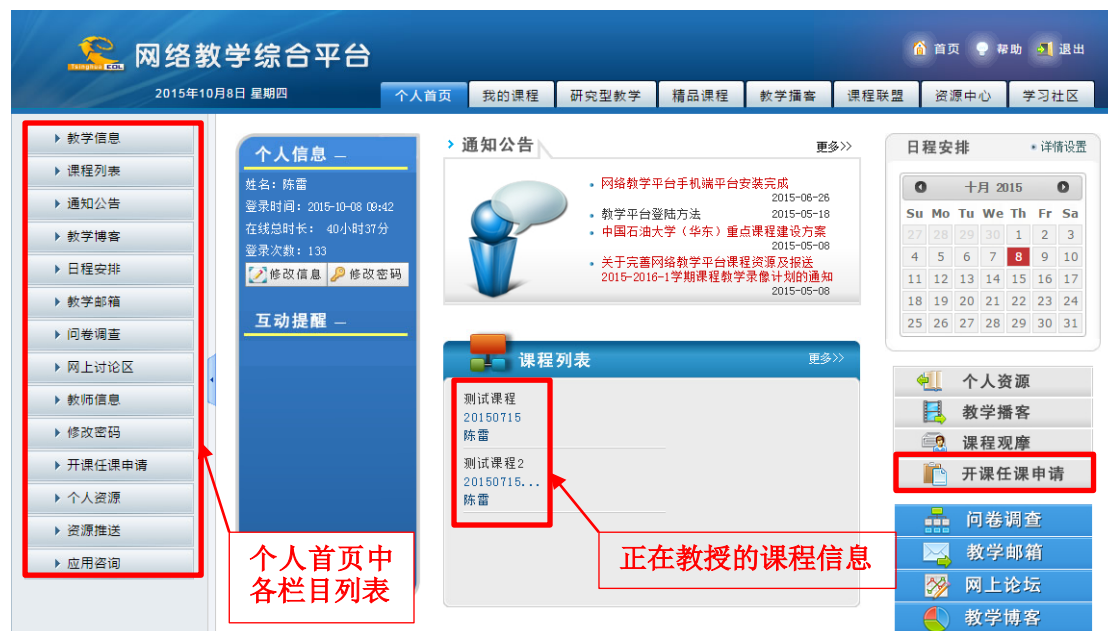 网络教学综合平台
Tsinghua EOL
首页 帮助 退出
2015年10月8日 星期四
个人首页 我的课程 研究型教学 精品课程 教学播客 课程联盟 资源中心 学习社区
教学信息
课程列表
通知公告
教学博客
日程安排
教学邮箱
问卷调查
网上讨论区
教师信息
修改密码
开课任课申请
个人资源
资源推送
应用咨询
个人首页中
各栏目列表
个人信息
姓名：陈雷
登录时间：2015-10-08 09:42
在线总时长： 40小时37分
登录次数：133
修改信息 修改密码
互动提醒
通知公告 更多>>
网络教学平台手机端平台安装完成
2015-06-26
教学平台登陆方法 2015-05-18
中国石油大学（华东）重点课程建设方案
2015-05-08
关于完善网络教学平台课程资源及报送
2015-2016-1学期课程教学录像计划的通知
2015-05-08
课程列表 更多>>
测试课程
20150715
陈雷
测试课程2
20150715...
陈雷
正在教授的课程信息
日程安排 详情设置
十月 2015
Su Mo Tu We Th Fr Sa
27 28 29 30 1 2 3
4 5 6 7 8 9 10
11 12 13 14 15 16 17
18 19 20 21 22 23 24
25 26 27 28 29 30 31
个人资源
教学播客
课程观摩
开课任课申请
问卷调查
教学邮箱
网上论坛
教学博客